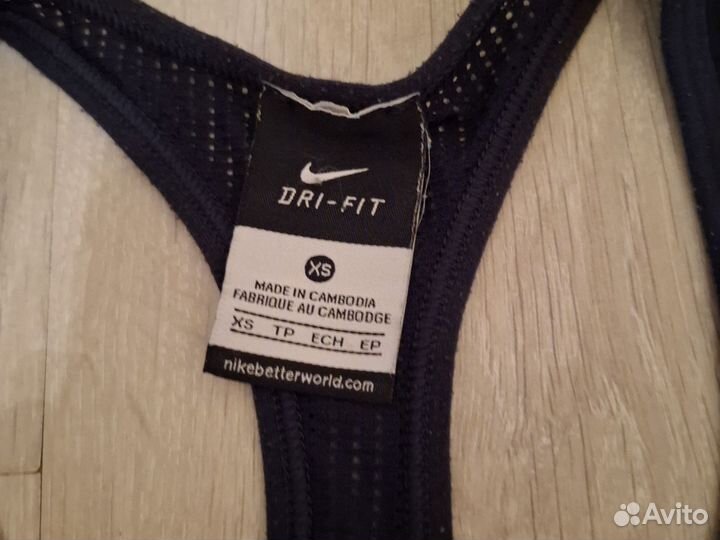 DRI-FIT
XS
MADE IN CAMBODIA
FABRIQUE AU CAMBODGE
XS TP ECH EP
nikebetterworld.com
Avito